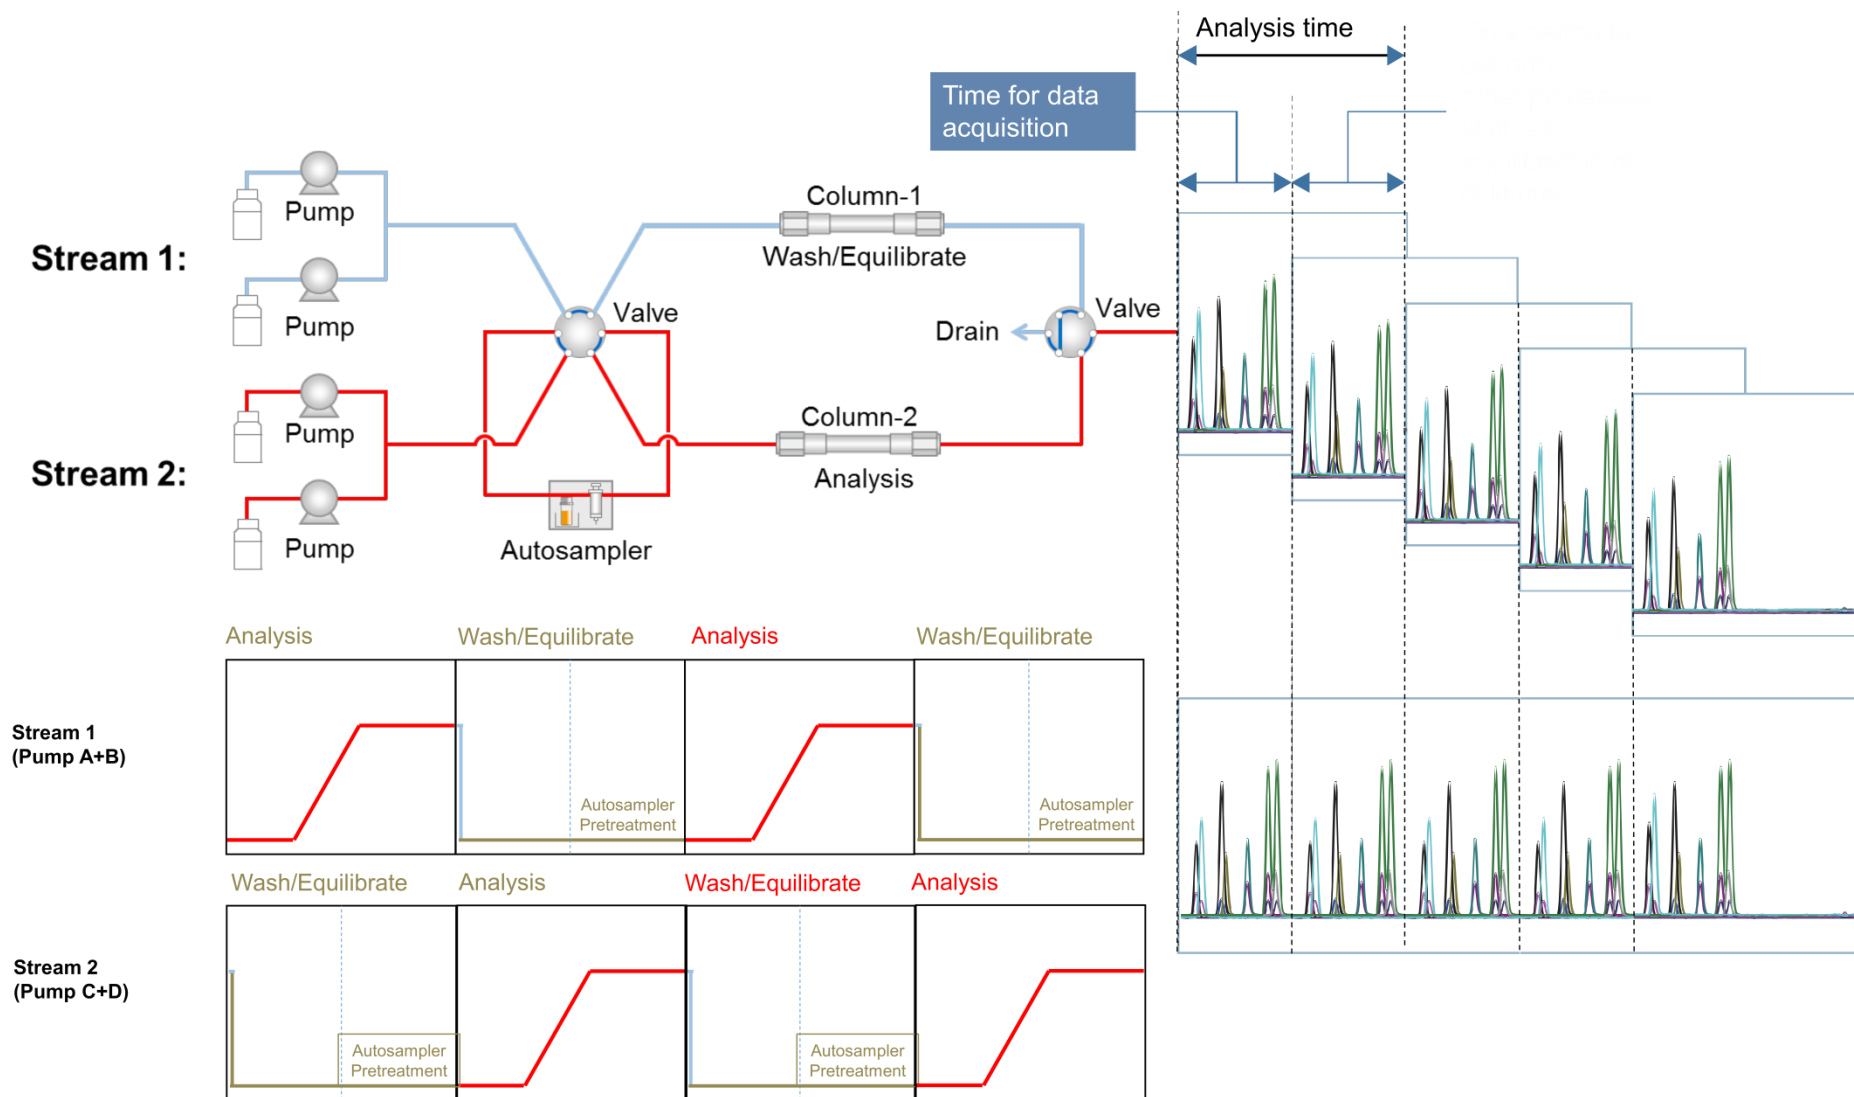 Analysis time
Time for data
acquisition
Stream 1:
Pump
Pump
Column-1
Wash/Equilibrate
Valve
Valve
Drain
Stream 2:
Pump
Pump
Column-2
Analysis
Autosampler
Analysis
Wash/Equilibrate
Analysis
Wash/Equilibrate
Stream 1
(Pump A+B)
Autosampler
Pretreatment
Autosampler
Pretreatment
Wash/Equilibrate
Analysis
Wash/Equilibrate
Analysis
Stream 2
(Pump C+D)
Autosampler
Pretreatment
Autosampler
Pretreatment